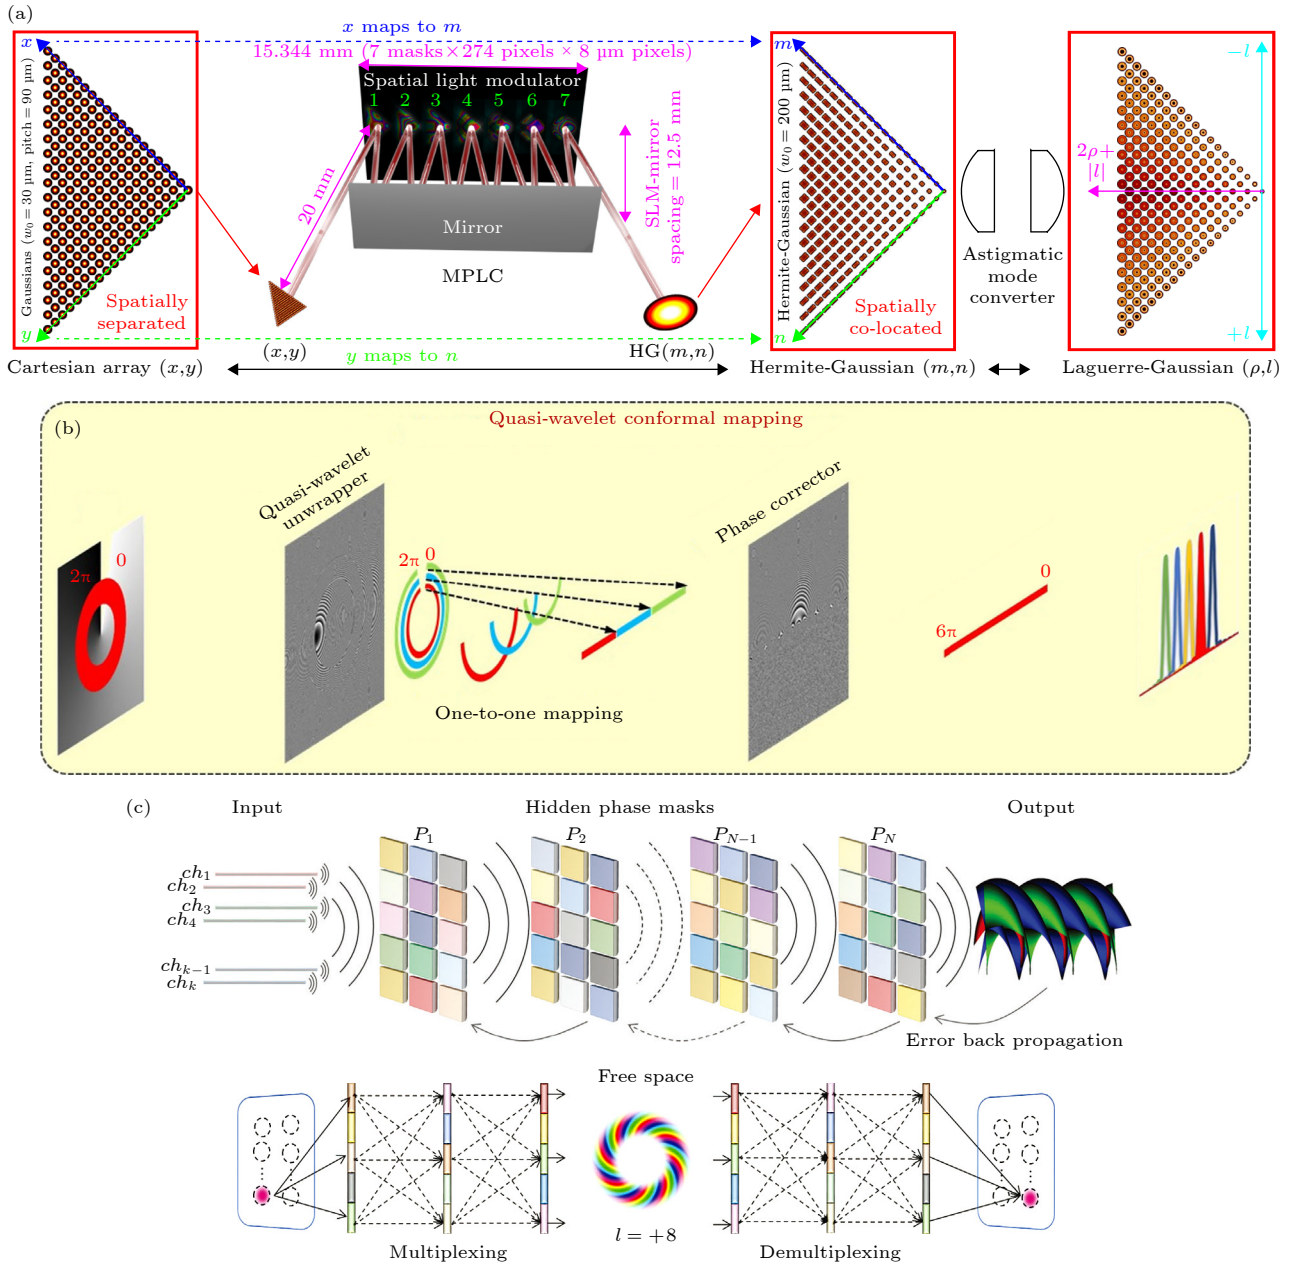 (a)
x maps to m
15.344 mm (7 masks×274 pixels × 8 µm pixels)
x
Gaussians (w₀ = 30 µm, pitch = 90 µm)
y
Spatially
separated
Spatial light modulator
1 2 3 4 5 6 7
20 mm
Mirror
MPLC
SLM-mirror
spacing = 12.5 mm
(x,y)
HG(m,n)
y maps to n
m
Hermite-Gaussian (w₀ = 200 µm)
n
Spatially
co-located
Astigmatic
mode
converter
−l
2ρ+
|l|
+l
Cartesian array (x,y)
Hermite-Gaussian (m,n)
Laguerre-Gaussian (ρ,l)
(b)
Quasi-wavelet conformal mapping
2π
0
Quasi-wavelet
unwrapper
2π 0
One-to-one mapping
Phase corrector
6π
0
(c)
Input
Hidden phase masks
Output
P₁
P₂
P_{N−1}
P_N
ch₁
ch₂
ch₃
ch₄
ch_{k−1}
ch_k
Error back propagation
Free space
l = +8
Multiplexing
Demultiplexing